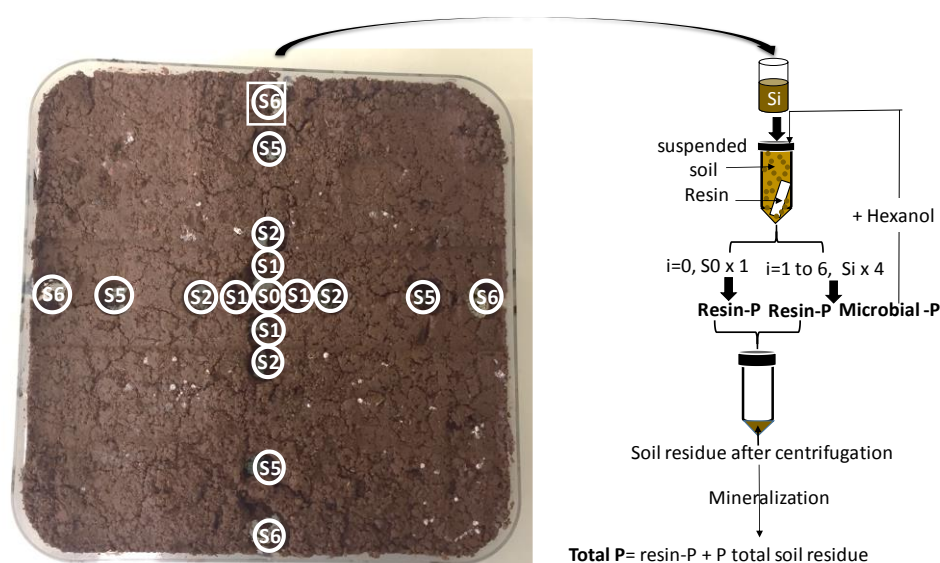 S6
S5
S2
S1
S6 S5 S2 S1 S0 S1 S2 S5 S6
S1
S2
S5
S6
Si
suspended
soil
Resin
+ Hexanol
i=0, S0 x 1 i=1 to 6, Si x 4
Resin-P Resin-P Microbial -P
Soil residue after centrifugation
Mineralization
Total P= resin-P + P total soil residue